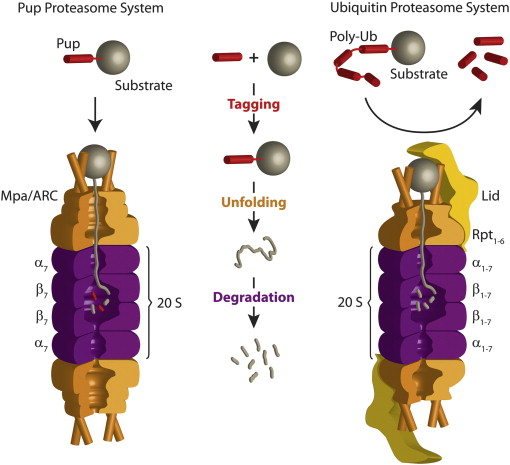 Pup Proteasome System
Pup
Substrate
Mpa/ARC
α7
β7
β7
α7
20 S
+
Tagging
Unfolding
Degradation
Ubiquitin Proteasome System
Poly-Ub
Substrate
Lid
Rpt1-6
α1-7
β1-7
β1-7
α1-7
20 S